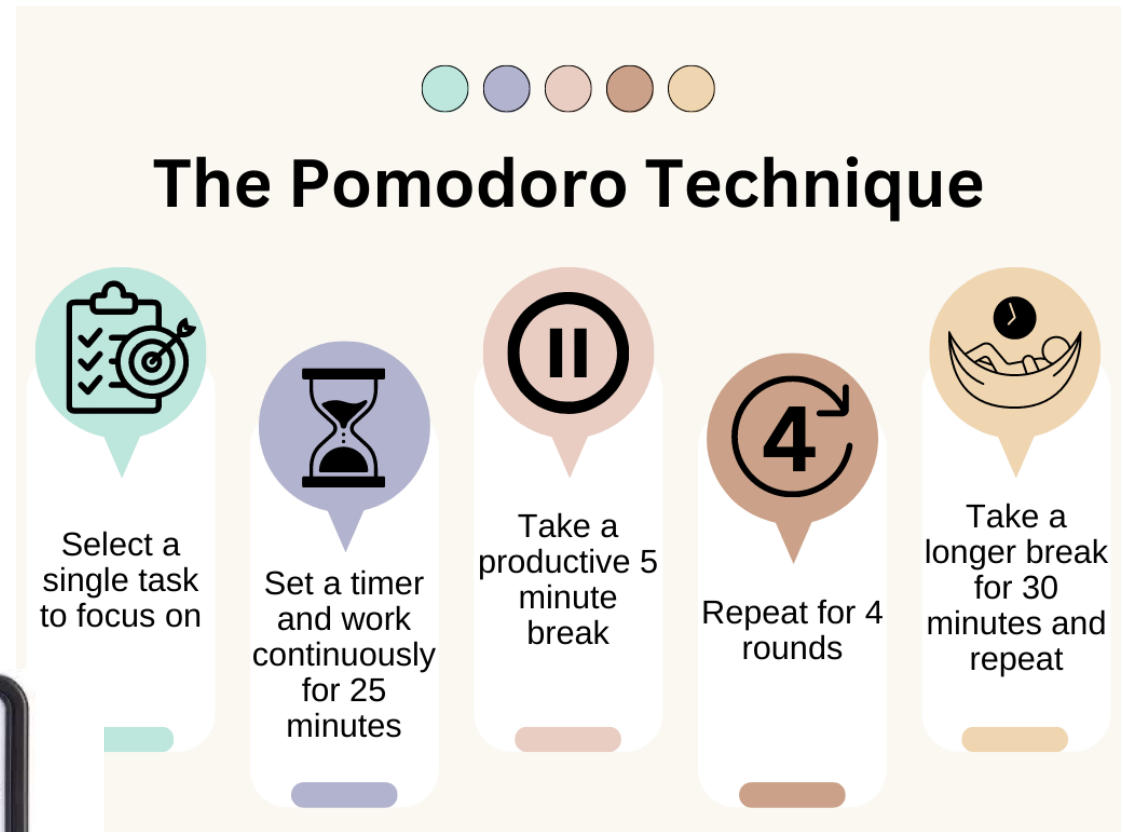 The Pomodoro Technique
Select a
single task
to focus on
Set a timer
and work
continuously
for 25
minutes
Take a
productive 5
minute
break
4
Repeat for 4
rounds
Take a
longer break
for 30
minutes and
repeat